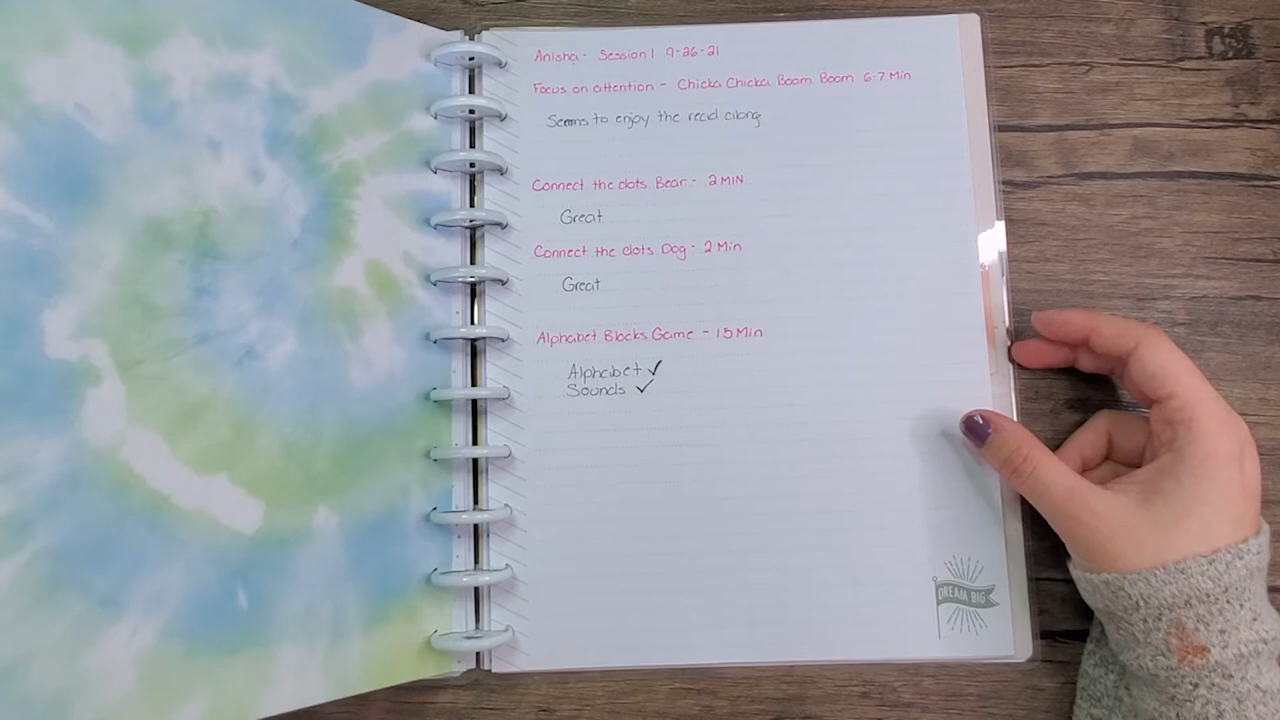 Anisha - Session 1 9-26-21
Focus on attention - Chicka Chicka Boom Boom 6-7 Min
Seems to enjoy the read along
Connect the dots Bear - 2 MIN
Great
Connect the dots Dog - 2 Min
Great
Alphabet Blocks Game - 15 Min
Alphabet ✓
Sounds ✓
DREAM BIG